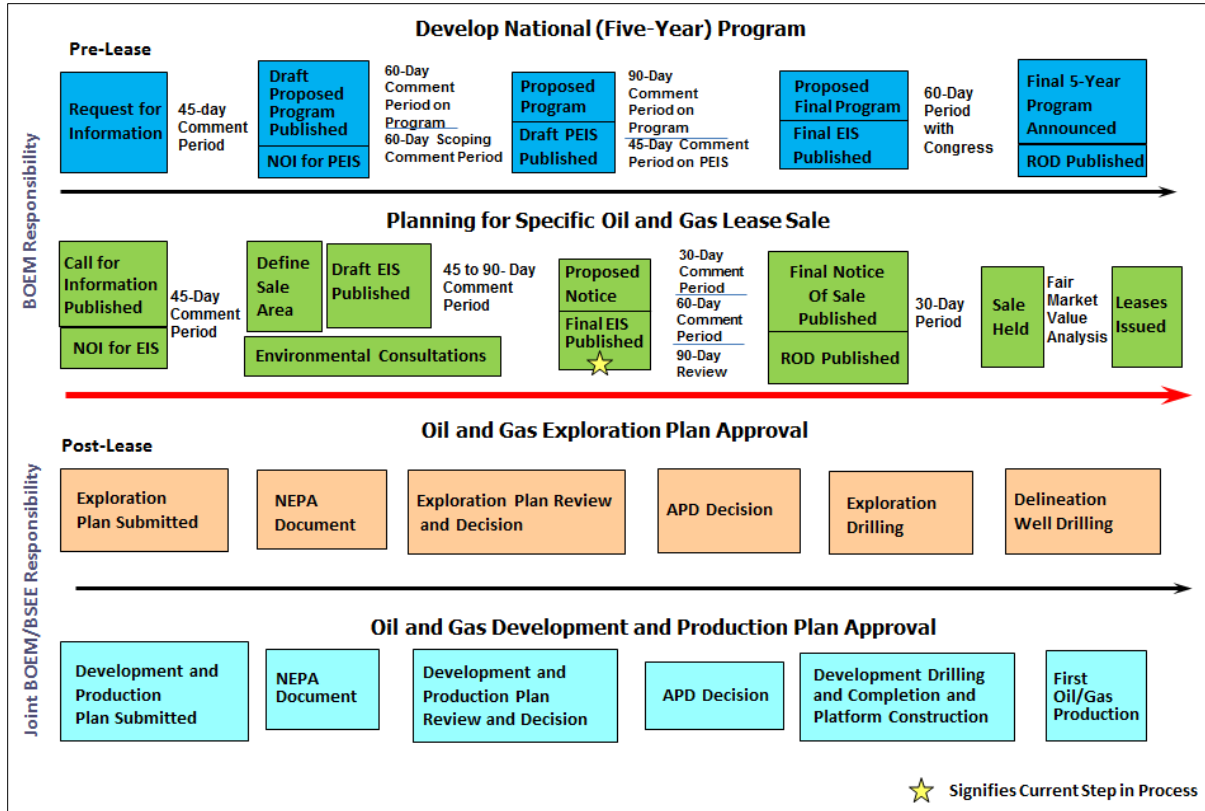 Develop National (Five-Year) Program
Pre-Lease
Request for
Information
45-day
Comment
Period
Draft
Proposed
Program
Published
NOI for PEIS
60-Day
Comment
Period on
Program
60-Day Scoping
Comment Period
Proposed
Program
Draft PEIS
Published
90-Day
Comment
Period on
Program
45-Day Comment
Period on PEIS
Proposed
Final Program
Final EIS
Published
60-Day
Period
with
Congress
Final 5-Year
Program
Announced
ROD Published
BOEM Responsibility
Planning for Specific Oil and Gas Lease Sale
Call for
Information
Published
NOI for EIS
45-Day
Comment
Period
Define
Sale
Area
Draft EIS
Published
Environmental Consultations
45 to 90- Day
Comment
Period
Proposed
Notice
Final EIS
Published
30-Day
Comment
Period
60-Day
Comment
Period
90-Day
Review
Final Notice
Of Sale
Published
ROD Published
30-Day
Period
Sale
Held
Fair
Market
Value
Analysis
Leases
Issued
Oil and Gas Exploration Plan Approval
Post-Lease
Exploration
Plan Submitted
NEPA
Document
Exploration Plan Review
and Decision
APD Decision
Exploration
Drilling
Delineation
Well Drilling
Joint BOEM/BSEE Responsibility
Oil and Gas Development and Production Plan Approval
Development and
Production
Plan Submitted
NEPA
Document
Development and
Production Plan
Review and Decision
APD Decision
Development Drilling
and Completion and
Platform Construction
First
Oil/Gas
Production
Signifies Current Step in Process